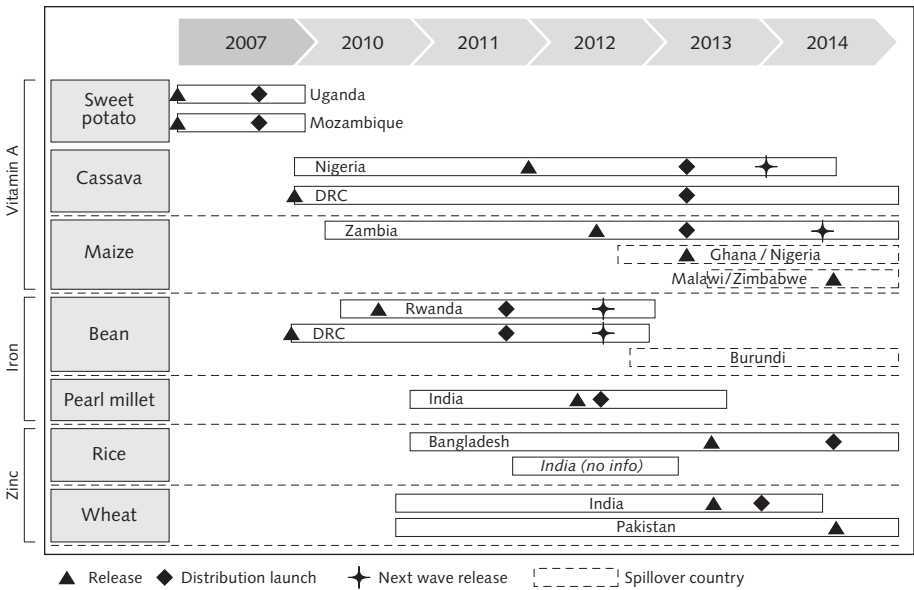 2007 2010 2011 2012 2013 2014
Vitamin A
Sweet
potato
Uganda
Mozambique
Cassava
Nigeria
DRC
Maize
Zambia
Ghana / Nigeria
Malawi/Zimbabwe
Iron
Bean
Rwanda
DRC
Burundi
Pearl millet
India
Zinc
Rice
Bangladesh
India (no info)
Wheat
India
Pakistan
Release Distribution launch Next wave release Spillover country